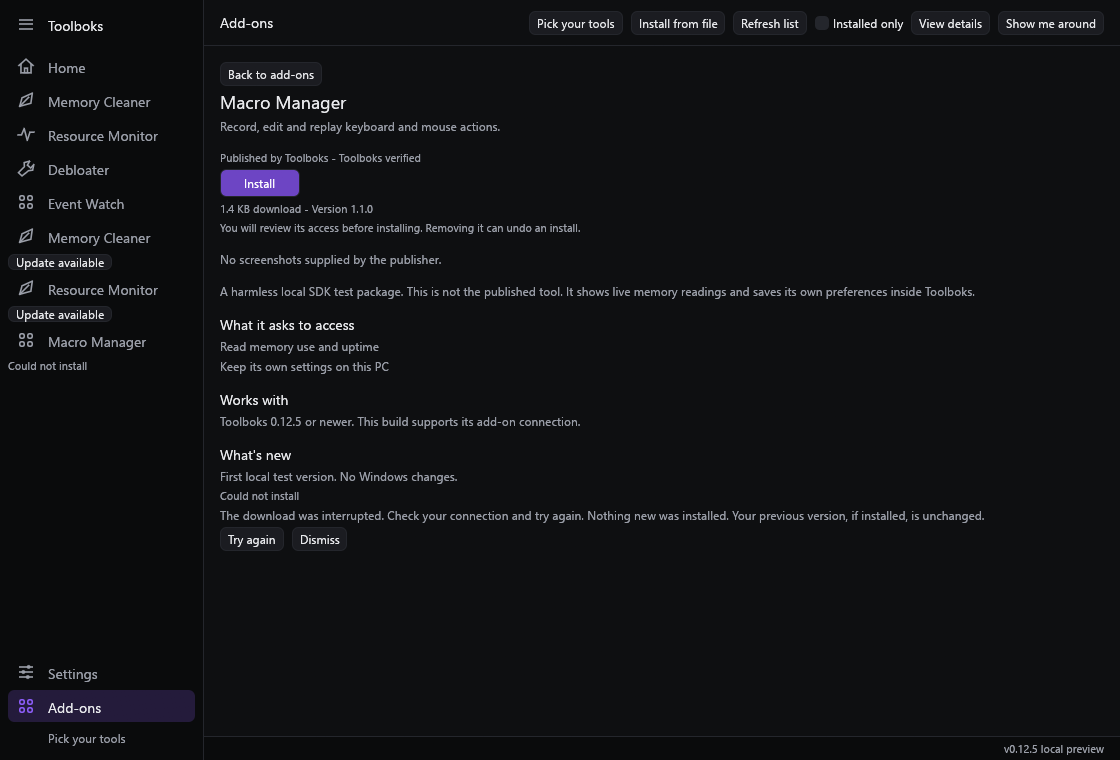 Toolboks
Home
Memory Cleaner
Resource Monitor
Debloater
Event Watch
Memory Cleaner
Update available
Resource Monitor
Update available
Macro Manager
Could not install
Settings
Add-ons
Pick your tools
Add-ons
Pick your tools
Install from file
Refresh list
Installed only
View details
Show me around
Back to add-ons
Macro Manager
Record, edit and replay keyboard and mouse actions.
Published by Toolboks - Toolboks verified
Install
1.4 KB download - Version 1.1.0
You will review its access before installing. Removing it can undo an install.
No screenshots supplied by the publisher.
A harmless local SDK test package. This is not the published tool. It shows live memory readings and saves its own preferences inside Toolboks.
What it asks to access
Read memory use and uptime
Keep its own settings on this PC
Works with
Toolboks 0.12.5 or newer. This build supports its add-on connection.
What's new
First local test version. No Windows changes.
Could not install
The download was interrupted. Check your connection and try again. Nothing new was installed. Your previous version, if installed, is unchanged.
Try again
Dismiss
v0.12.5 local preview